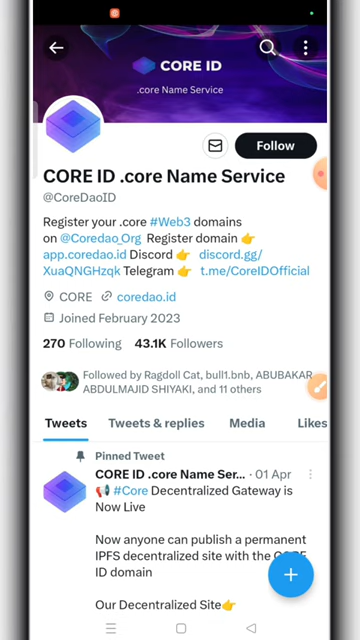 CORE ID
.core Name Service
Follow
CORE ID .core Name Service
@CoreDaoID
Register your .core #Web3 domains
on @Coredao_Org Register domain 👉
app.coredao.id Discord 👉 discord.gg/
XuaQNGHzqk Telegram 👉 t.me/CoreIDOfficial
CORE coredao.id
Joined February 2023
270 Following 43.1K Followers
Followed by Ragdoll Cat, bull1.bnb, ABUBAKAR
ABDULMAJID SHIYAKI, and 11 others
Tweets Tweets & replies Media Likes
Pinned Tweet
CORE ID .core Name Ser... · 01 Apr
📢 #Core Decentralized Gateway is
Now Live
Now anyone can publish a permanent
IPFS decentralized site with the CORE
ID domain
Our Decentralized Site👉